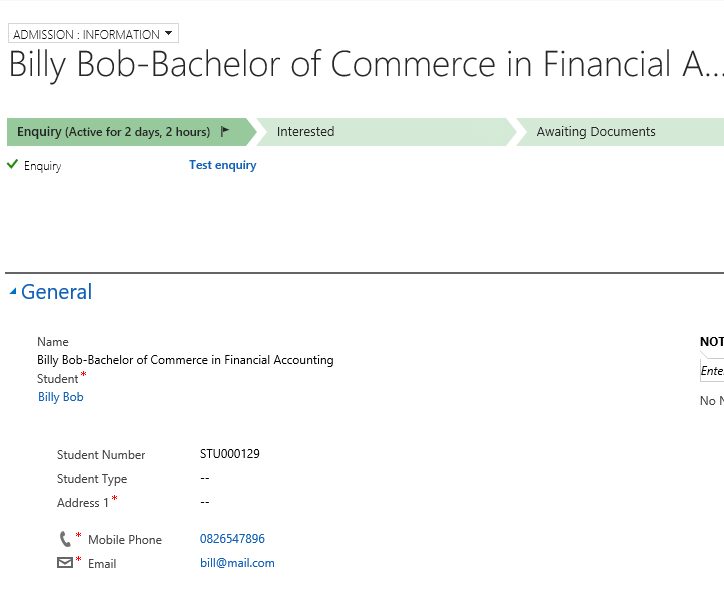 ADMISSION : INFORMATION
Billy Bob-Bachelor of Commerce in Financial A...
Enquiry (Active for 2 days, 2 hours) Interested Awaiting Documents
Enquiry Test enquiry
General
Name
Billy Bob-Bachelor of Commerce in Financial Accounting
Student *
Billy Bob
Student Number STU000129
Student Type --
Address 1 * --
* Mobile Phone 0826547896
* Email bill@mail.com
NOT
Ente
No N